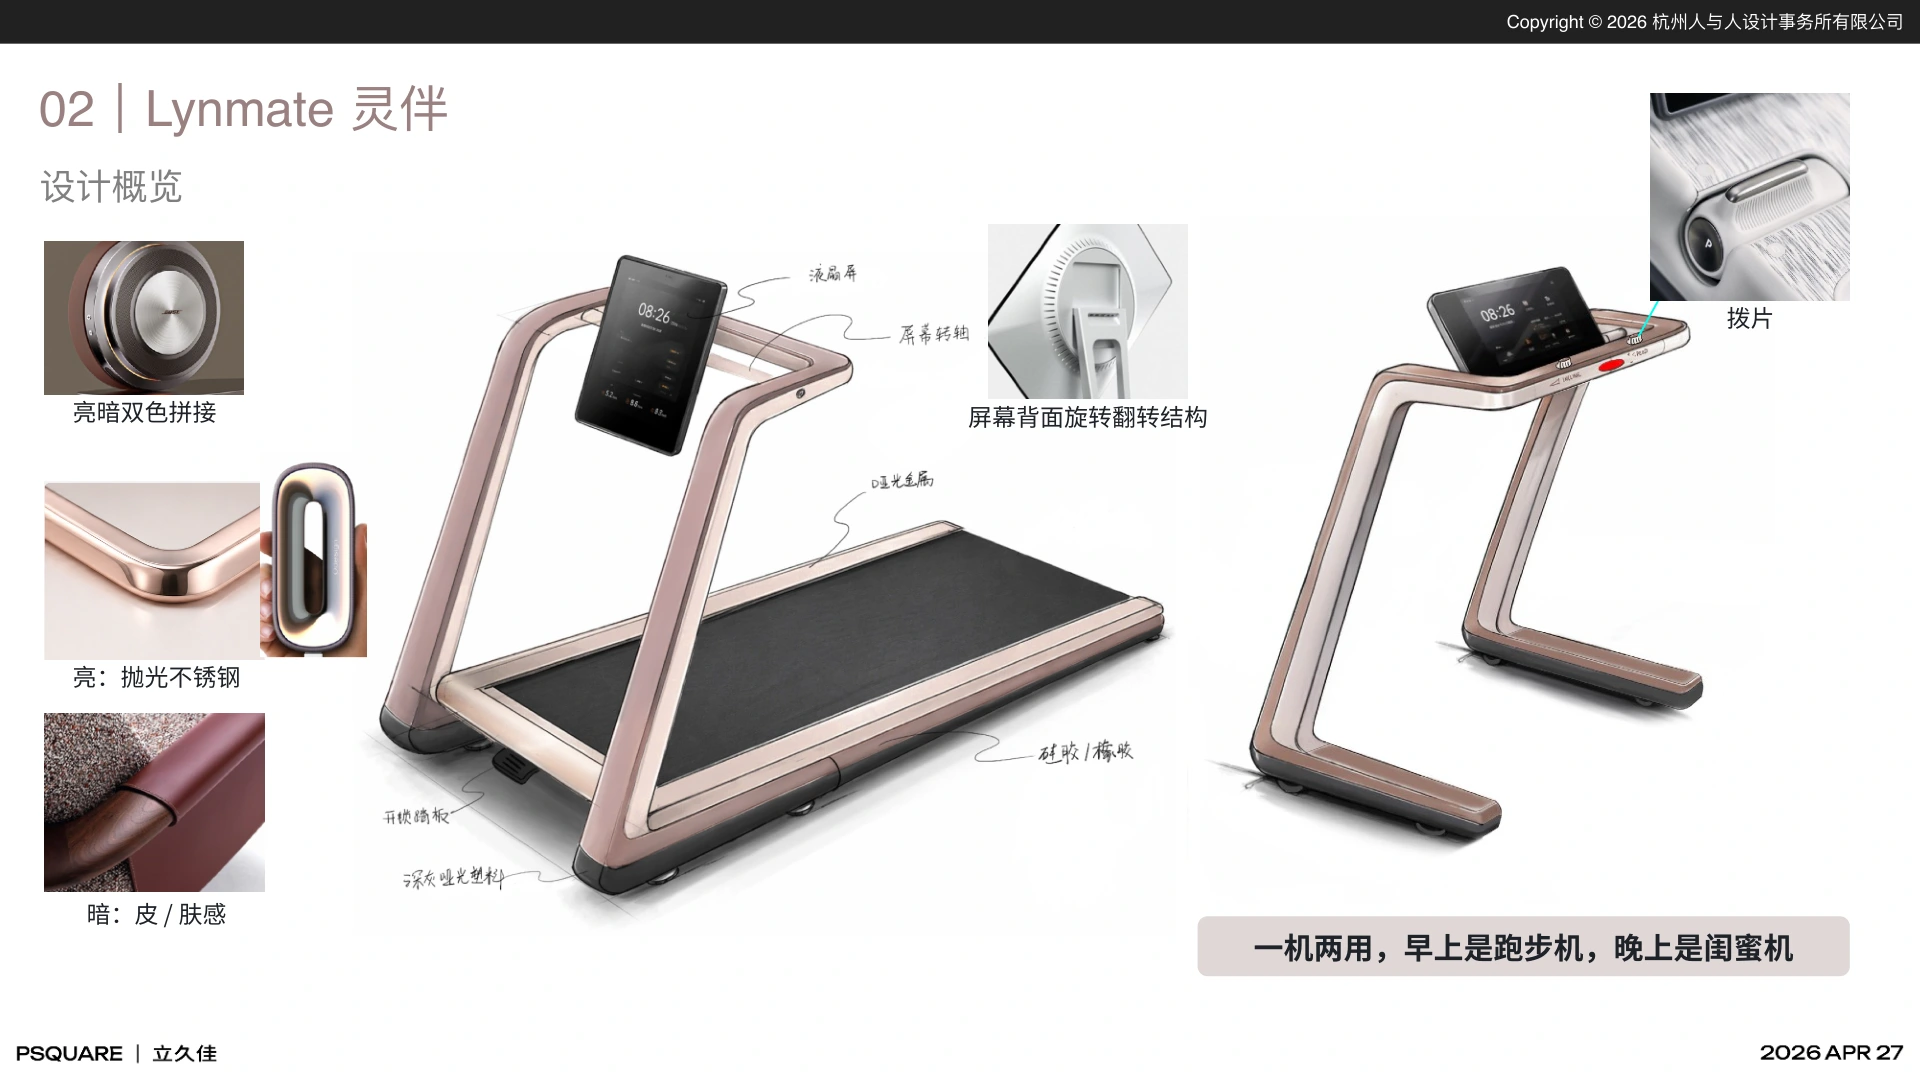 Copyright © 2026 杭州人与人设计事务所有限公司
02｜Lynmate 灵伴
设计概览
亮暗双色拼接
亮：抛光不锈钢
暗：皮 / 肤感
08:26
液晶屏
屏幕转轴
哑光金属
硅胶/橡胶
开锁踏板
深灰哑光塑料
屏幕背面旋转翻转结构
08:26
拨片
一机两用，早上是跑步机，晚上是闺蜜机
PSQUARE | 立久佳
2026 APR 27